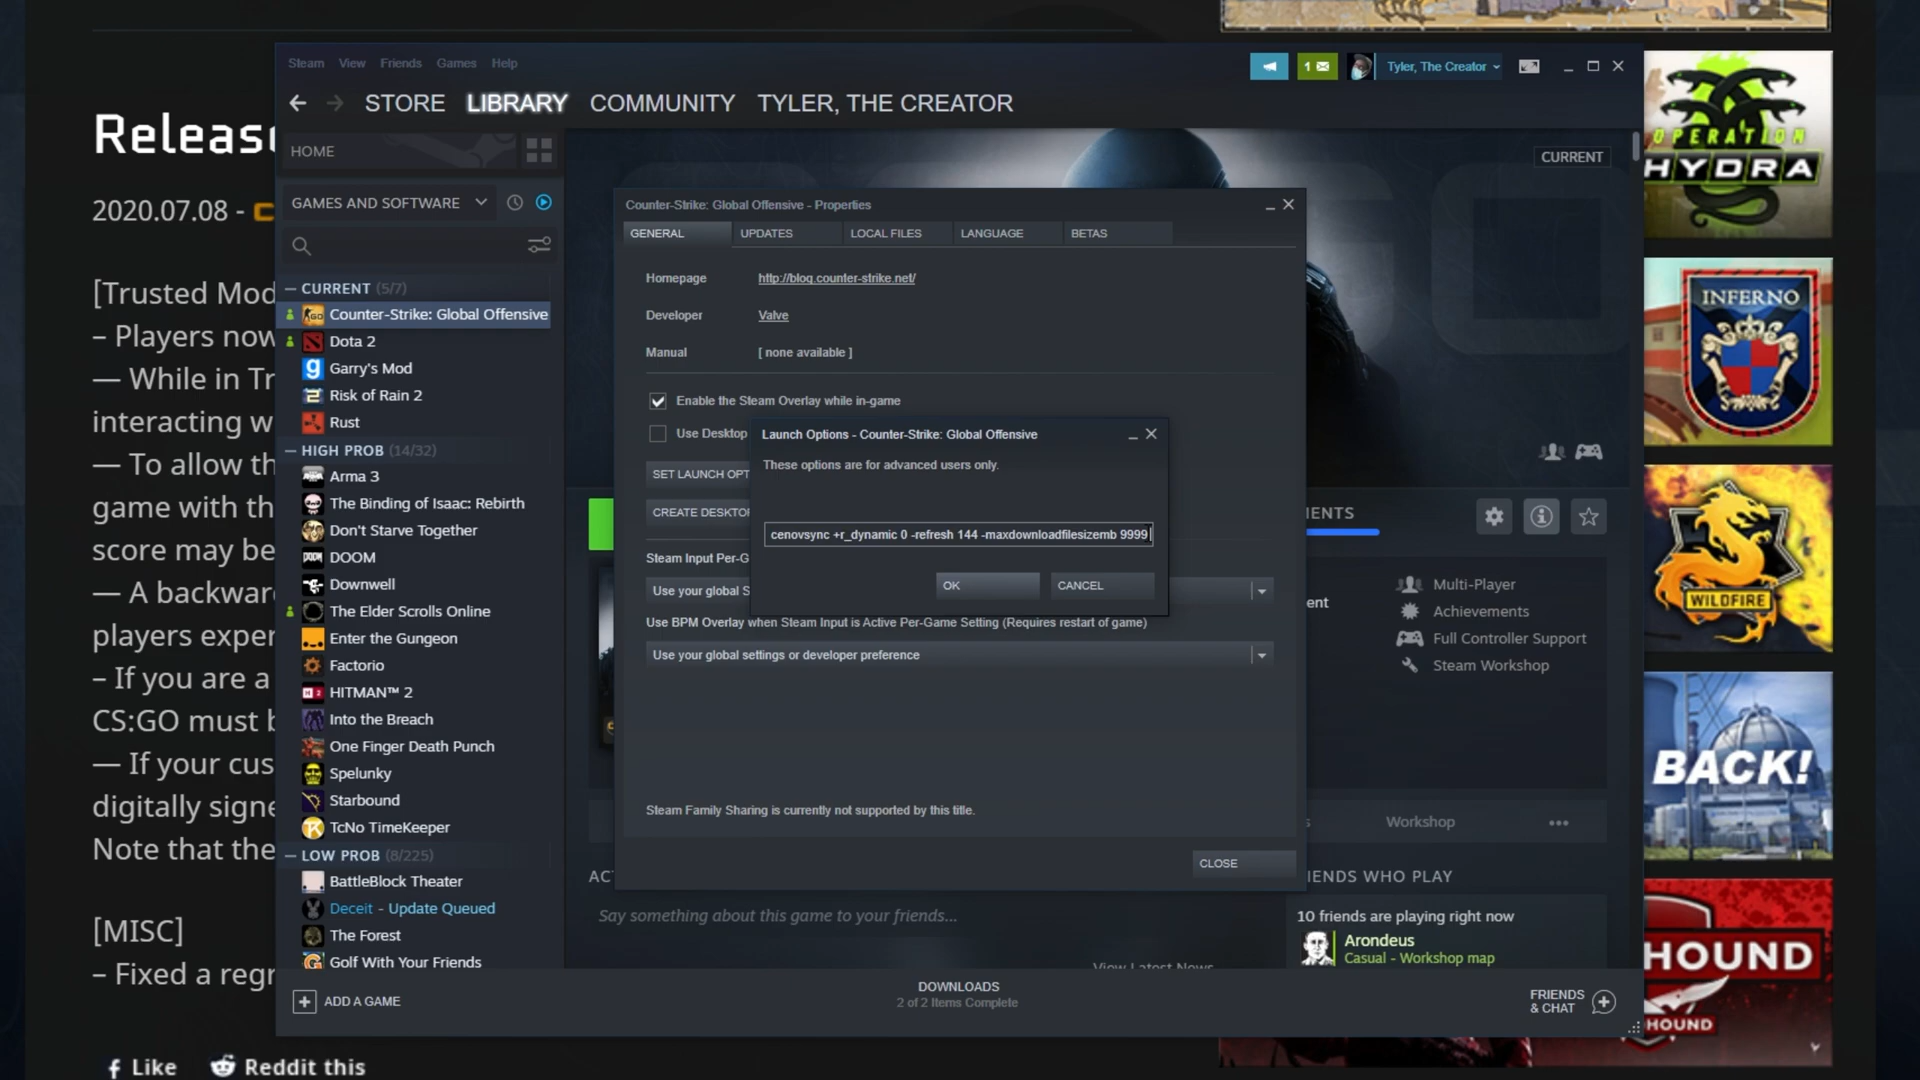 Steam View Friends Games Help
1
Tyler, The Creator
STORE LIBRARY COMMUNITY TYLER, THE CREATOR
Release
2020.07.08 -
[Trusted Mod
– Players now
— While in Tr
interacting w
— To allow th
game with th
score may be
— A backwar
players exper
– If you are a
CS:GO must b
— If your cus
digitally signe
Note that the
[MISC]
– Fixed a regr
Like
Reddit this
HOME
GAMES AND SOFTWARE
— CURRENT (5/7)
Counter-Strike: Global Offensive
Dota 2
Garry's Mod
Risk of Rain 2
Rust
— HIGH PROB (14/32)
Arma 3
The Binding of Isaac: Rebirth
Don't Starve Together
DOOM
Downwell
The Elder Scrolls Online
Enter the Gungeon
Factorio
HITMAN™ 2
Into the Breach
One Finger Death Punch
Spelunky
Starbound
TcNo TimeKeeper
— LOW PROB (8/225)
BattleBlock Theater
Deceit - Update Queued
The Forest
Golf With Your Friends
ADD A GAME
CURRENT
Counter-Strike: Global Offensive - Properties
GENERAL UPDATES LOCAL FILES LANGUAGE BETAS
Homepage http://blog.counter-strike.net/
Developer Valve
Manual [ none available ]
Enable the Steam Overlay while in-game
Use Desktop
SET LAUNCH OPT
CREATE DESKTOP
Steam Input Per-G
Use your global S
Use BPM Overlay when Steam Input is Active Per-Game Setting (Requires restart of game)
Use your global settings or developer preference
Steam Family Sharing is currently not supported by this title.
CLOSE
Launch Options - Counter-Strike: Global Offensive
These options are for advanced users only.
cenovsync +r_dynamic 0 -refresh 144 -maxdownloadfilesizemb 9999
OK CANCEL
ENTS
ent
Multi-Player
Achievements
Full Controller Support
Steam Workshop
s Workshop
AC
Say something about this game to your friends...
View Latest News
IENDS WHO PLAY
10 friends are playing right now
Arondeus
Casual - Workshop map
DOWNLOADS
2 of 2 Items Complete
FRIENDS
& CHAT
OPERATION
HYDRA
INFERNO
WILDFIRE
BACK!
HOUND
HOUND